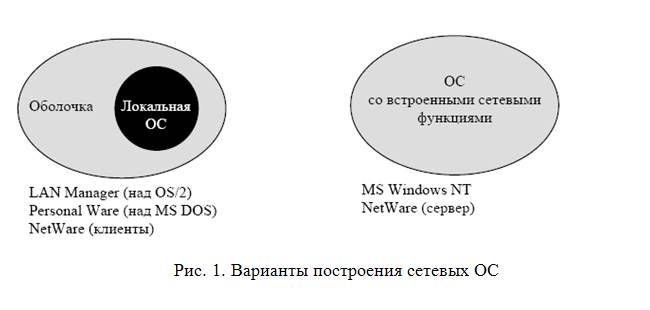 Оболочка
Локальная
ОС
LAN Manager (над OS/2)
Personal Ware (над MS DOS)
NetWare (клиенты)
ОС
со встроенными сетевыми
функциями
MS Windows NT
NetWare (сервер)
Рис. 1. Варианты построения сетевых ОС